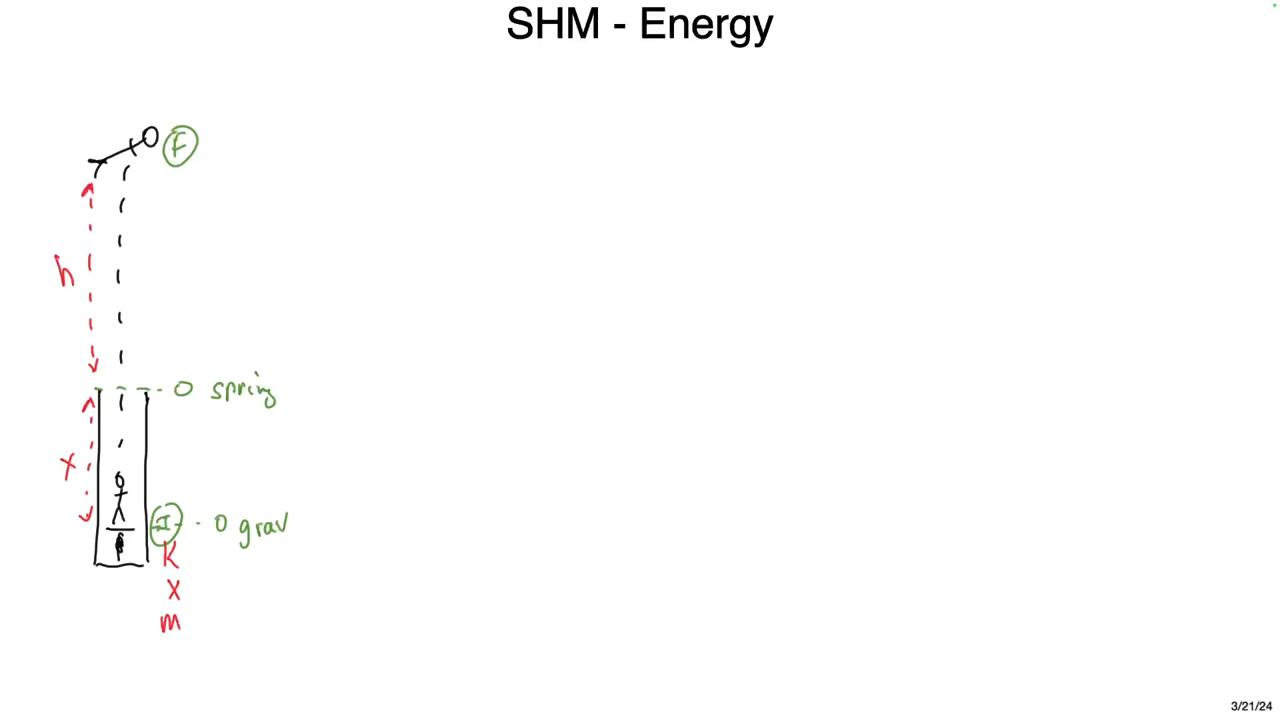 SHM - Energy
F
h
0 spring
x
I 0 grav
K
x
m
3/21/24